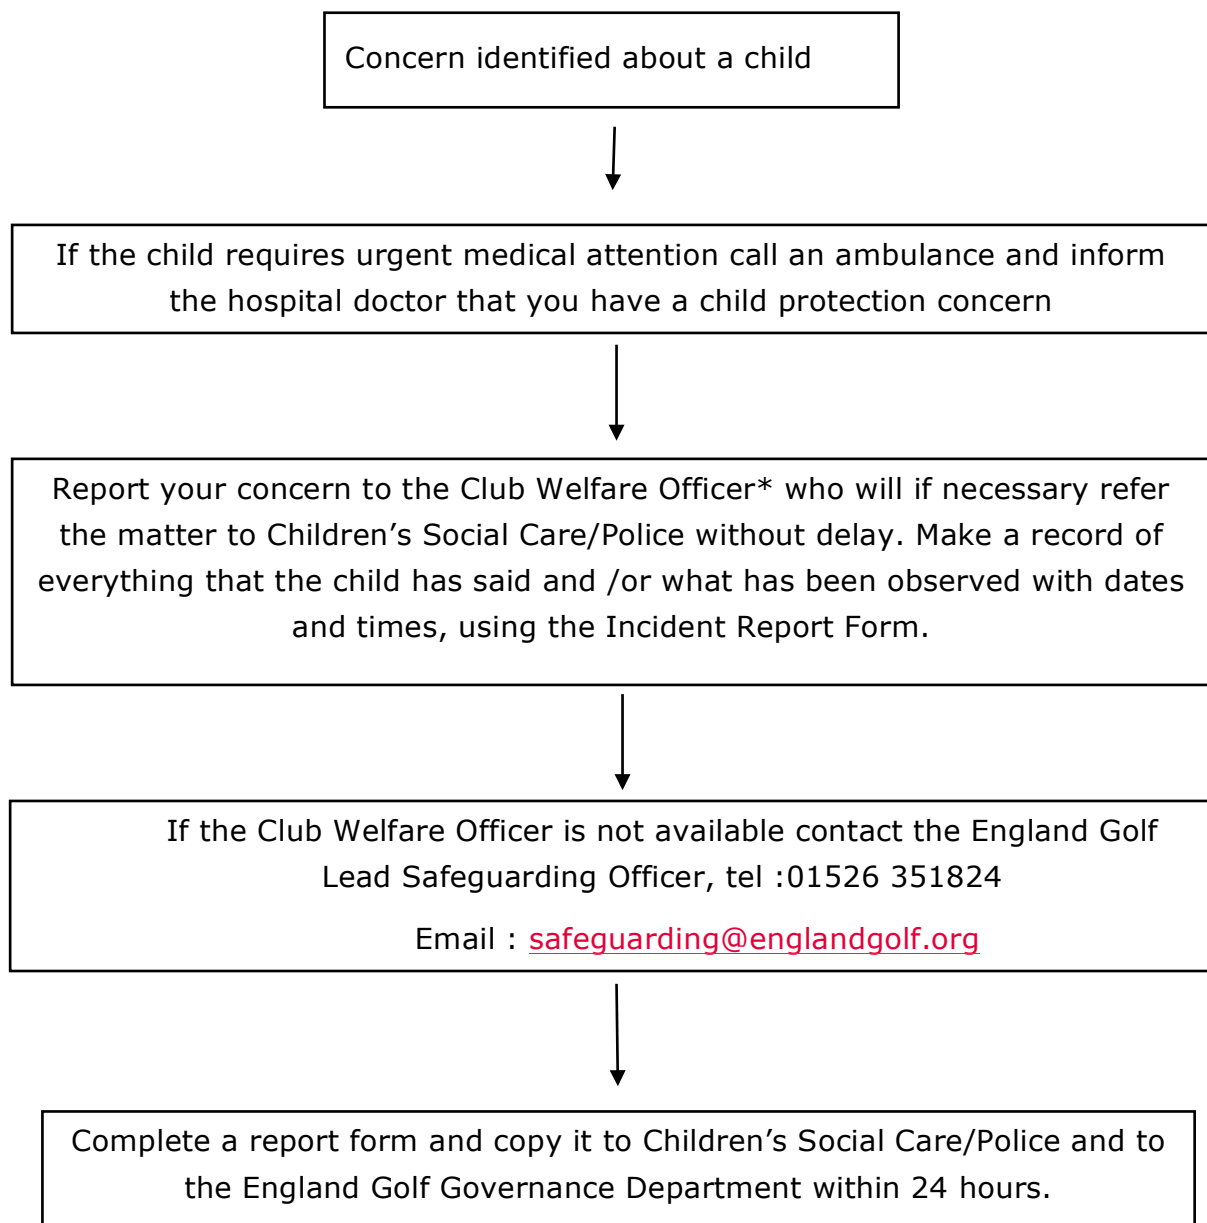 Concern identified about a child
If the child requires urgent medical attention call an ambulance and inform
the hospital doctor that you have a child protection concern
Report your concern to the Club Welfare Officer* who will if necessary refer
the matter to Children’s Social Care/Police without delay. Make a record of
everything that the child has said and /or what has been observed with dates
and times, using the Incident Report Form.
If the Club Welfare Officer is not available contact the England Golf
Lead Safeguarding Officer, tel :01526 351824
Email : safeguarding@englandgolf.org
Complete a report form and copy it to Children’s Social Care/Police and to
the England Golf Governance Department within 24 hours.